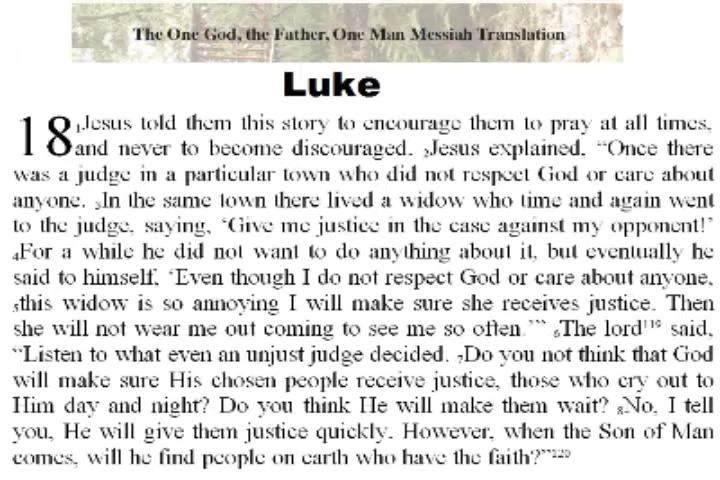 The One God, the Father, One Man Messiah Translation
Luke
18 1Jesus told them this story to encourage them to pray at all times,
and never to become discouraged. 2Jesus explained, “Once there
was a judge in a particular town who did not respect God or care about
anyone. 3In the same town there lived a widow who time and again went
to the judge, saying, ‘Give me justice in the case against my opponent!’
4For a while he did not want to do anything about it, but eventually he
said to himself, ‘Even though I do not respect God or care about anyone,
5this widow is so annoying I will make sure she receives justice. Then
she will not wear me out coming to see me so often.’” 6The lord119 said,
“Listen to what even an unjust judge decided. 7Do you not think that God
will make sure His chosen people receive justice, those who cry out to
Him day and night? Do you think He will make them wait? 8No, I tell
you, He will give them justice quickly. However, when the Son of Man
comes, will he find people on earth who have the faith?”120